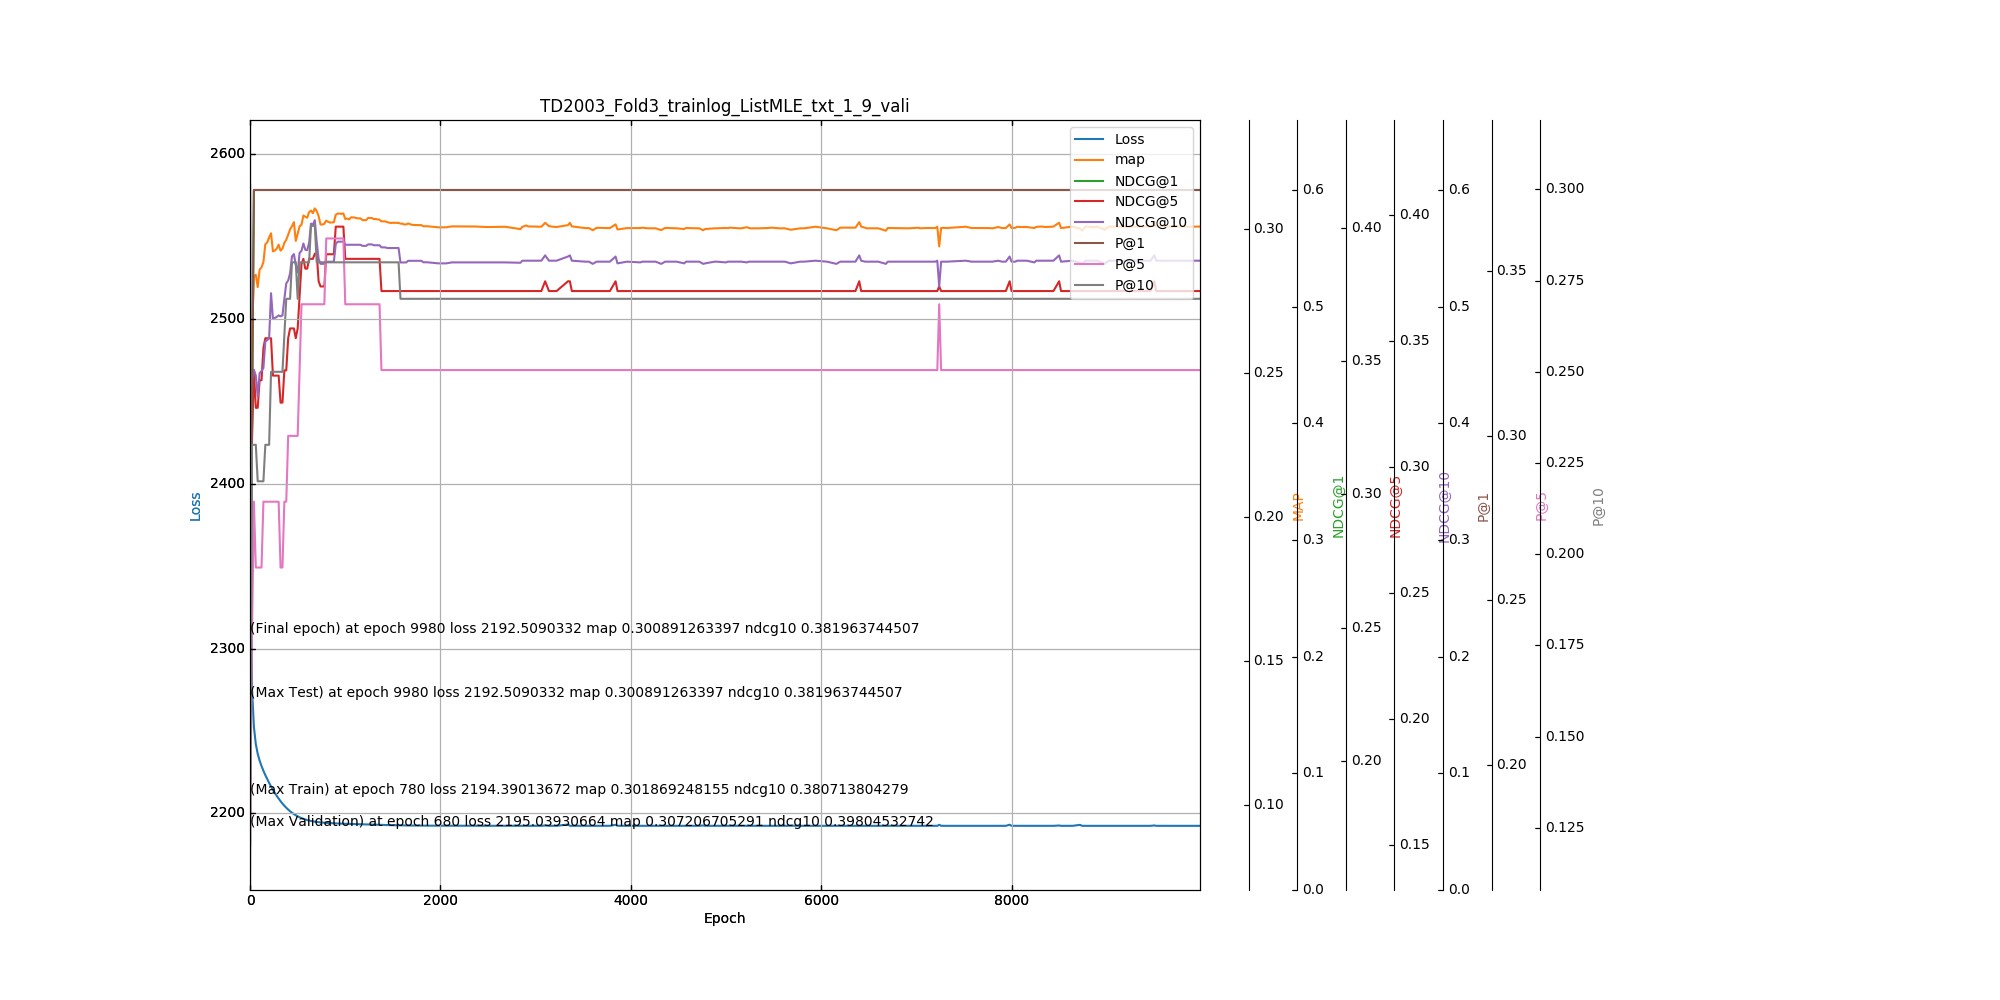 TD2003_Fold3_trainlog_ListMLE_txt_1_9_vali
Loss
map
NDCG@1
NDCG@5
NDCG@10
P@1
P@5
P@10
2600
2500
2400
2300
2200
Loss
(Final epoch) at epoch 9980 loss 2192.5090332 map 0.300891263397 ndcg10 0.381963744507
(Max Test) at epoch 9980 loss 2192.5090332 map 0.300891263397 ndcg10 0.381963744507
(Max Train) at epoch 780 loss 2194.39013672 map 0.301869248155 ndcg10 0.380713804279
(Max Validation) at epoch 680 loss 2195.03930664 map 0.307206705291 ndcg10 0.39804532742
0 2000 4000 6000 8000
Epoch
0.30
0.25
0.20
0.15
0.10
MAP
0.6
0.5
0.4
0.3
0.2
0.1
0.0
NDCG@1
0.40
0.35
0.30
0.25
0.20
NDCG@5
0.40
0.35
0.30
0.25
0.20
0.15
NDCG@10
0.6
0.5
0.4
0.3
0.2
0.1
0.0
P@1
0.35
0.30
0.25
0.20
P@5
0.300
0.275
0.250
0.225
0.200
0.175
0.150
0.125
P@10